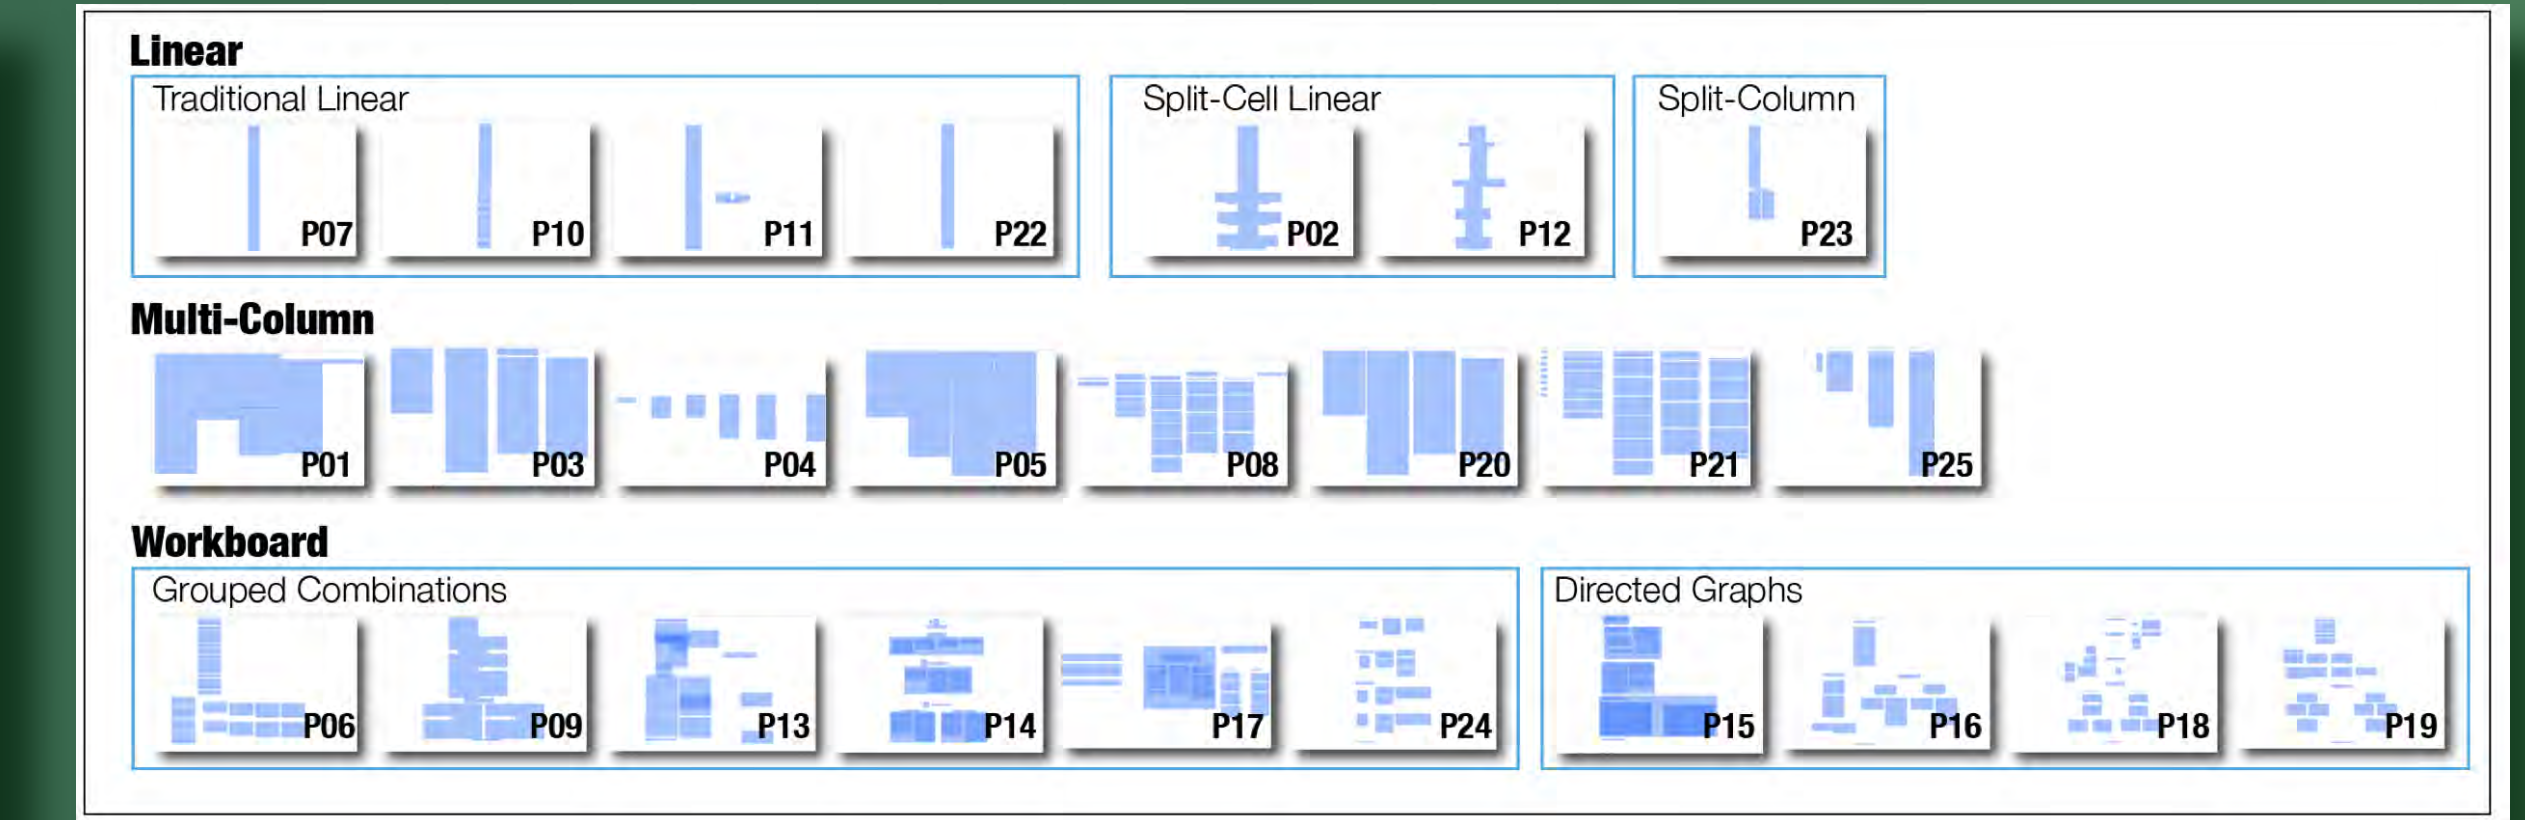 Linear
Traditional Linear Split-Cell Linear Split-Column
P07 P10 P11 P22 P02 P12 P23
Multi-Column
P01 P03 P04 P05 P08 P20 P21 P25
Workboard
Grouped Combinations Directed Graphs
P06 P09 P13 P14 P17 P24 P15 P16 P18 P19